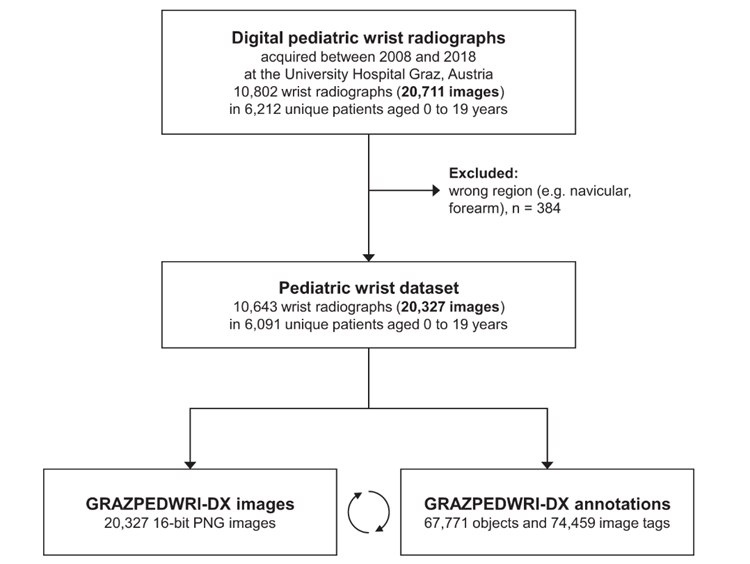 Digital pediatric wrist radiographs
acquired between 2008 and 2018
at the University Hospital Graz, Austria
10,802 wrist radiographs (20,711 images)
in 6,212 unique patients aged 0 to 19 years
Excluded:
wrong region (e.g. navicular,
forearm), n = 384
Pediatric wrist dataset
10,643 wrist radiographs (20,327 images)
in 6,091 unique patients aged 0 to 19 years
GRAZPEDWRI-DX images
20,327 16-bit PNG images
GRAZPEDWRI-DX annotations
67,771 objects and 74,459 image tags